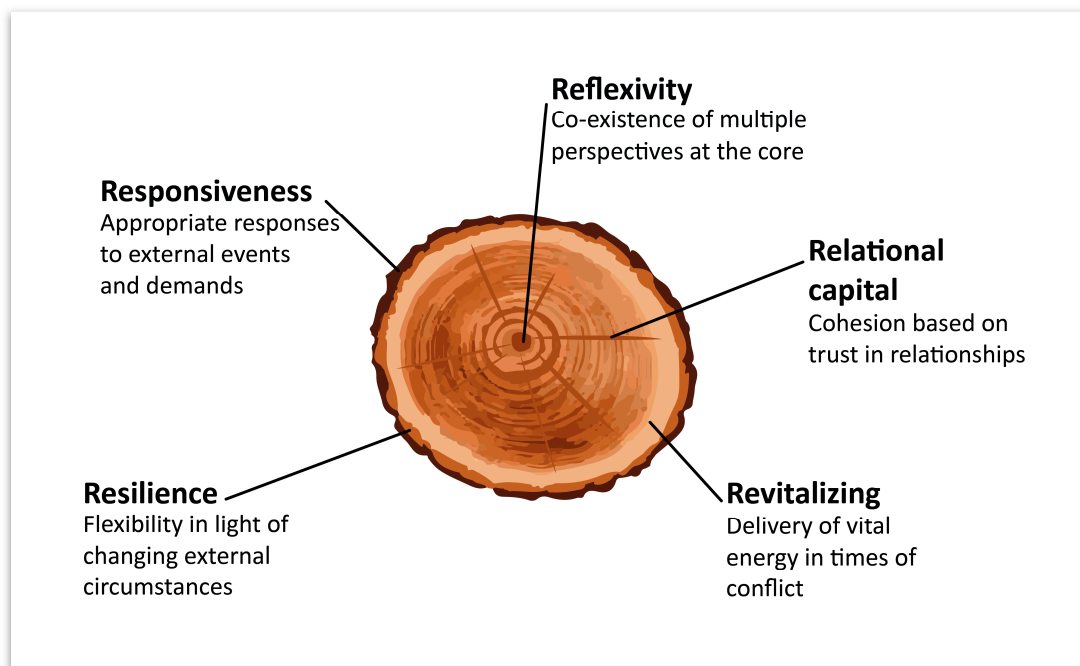 Reflexivity
Co-existence of multiple
perspectives at the core
Responsiveness
Appropriate responses
to external events
and demands
Relational
capital
Cohesion based on
trust in relationships
Resilience
Flexibility in light of
changing external
circumstances
Revitalizing
Delivery of vital
energy in times of
conflict